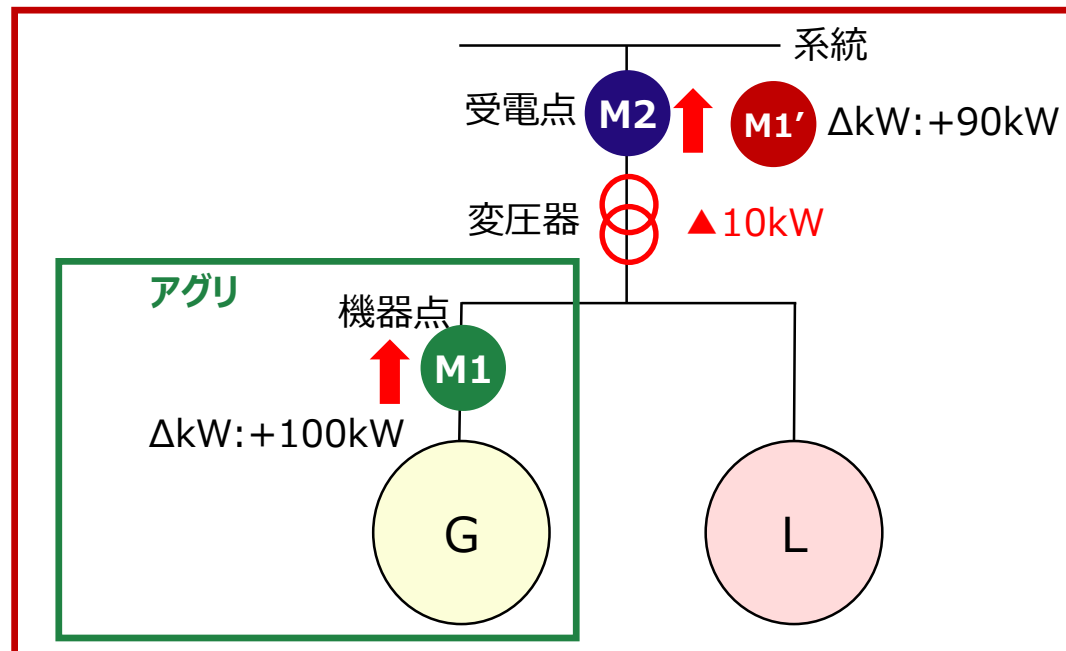 系統
受電点 M2 M1′ ΔkW:+90kW
変圧器 ▲10kW
アグリ
機器点
M1
ΔkW:+100kW
G L